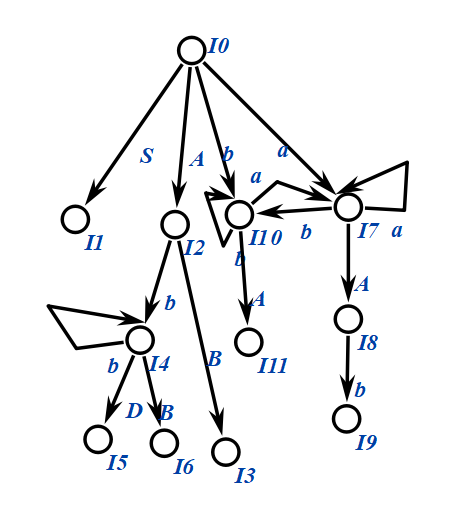 I0
S A b a
a
I1 I2 I10 b I7 a
b
b A A
I4 B I11 I8
b
D B b
I5 I6 I3 I9